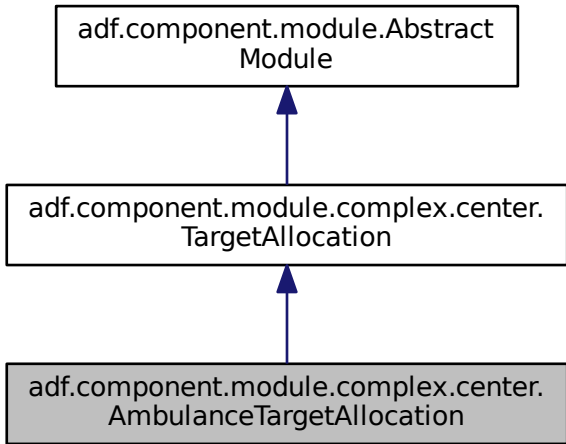 adf.component.module.Abstract
Module
adf.component.module.complex.center.
TargetAllocation
adf.component.module.complex.center.
AmbulanceTargetAllocation